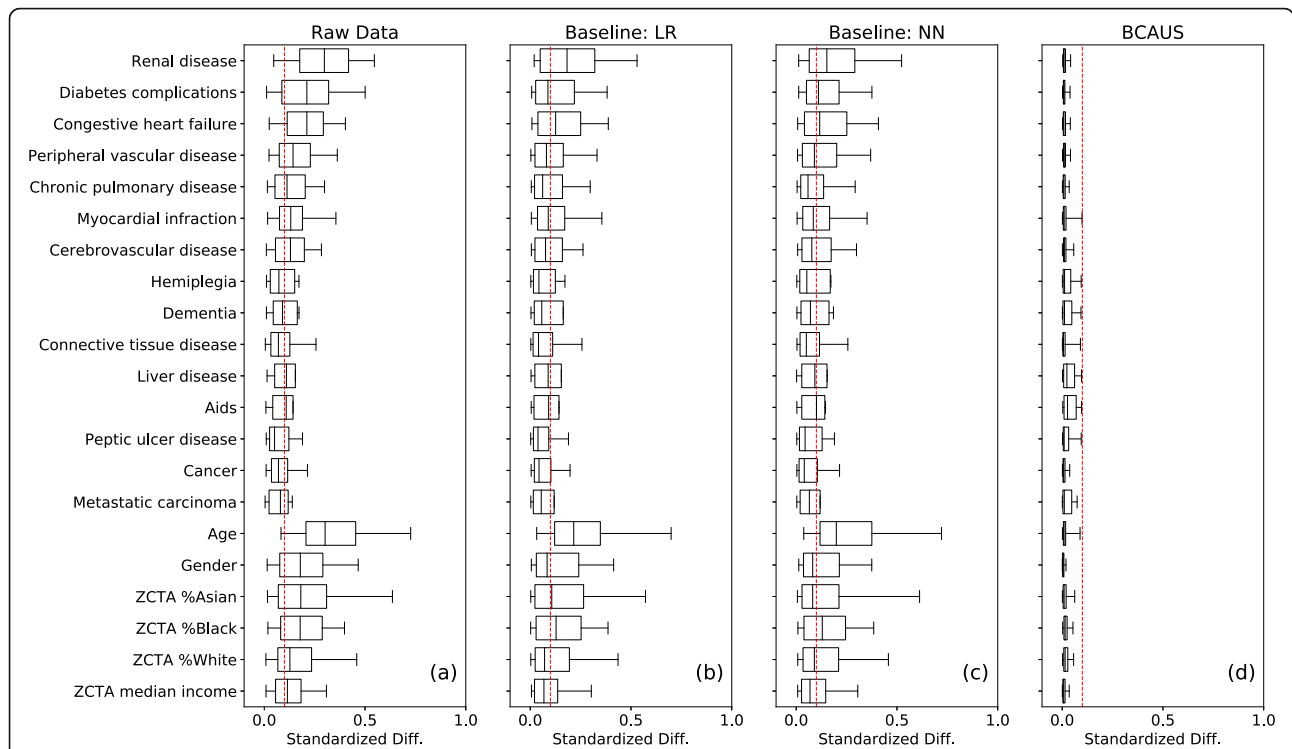 Raw Data
Baseline: LR
Baseline: NN
BCAUS
Renal disease
Diabetes complications
Congestive heart failure
Peripheral vascular disease
Chronic pulmonary disease
Myocardial infraction
Cerebrovascular disease
Hemiplegia
Dementia
Connective tissue disease
Liver disease
Aids
Peptic ulcer disease
Cancer
Metastatic carcinoma
Age
Gender
ZCTA %Asian
ZCTA %Black
ZCTA %White
ZCTA median income
(a)
(b)
(c)
(d)
0.0 0.5 1.0
0.0 0.5 1.0
0.0 0.5 1.0
0.0 0.5 1.0
Standardized Diff.
Standardized Diff.
Standardized Diff.
Standardized Diff.